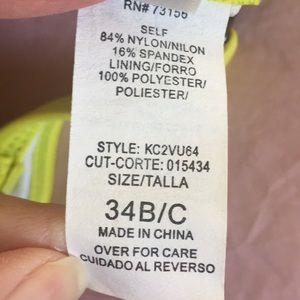 RN# 73156
SELF
84% NYLON/NILON
16% SPANDEX
LINING/FORRO
100% POLYESTER/
POLIESTER/
STYLE: KC2VU64
CUT-CORTE: 015434
SIZE/TALLA
34B/C
MADE IN CHINA
OVER FOR CARE
CUIDADO AL REVERSO